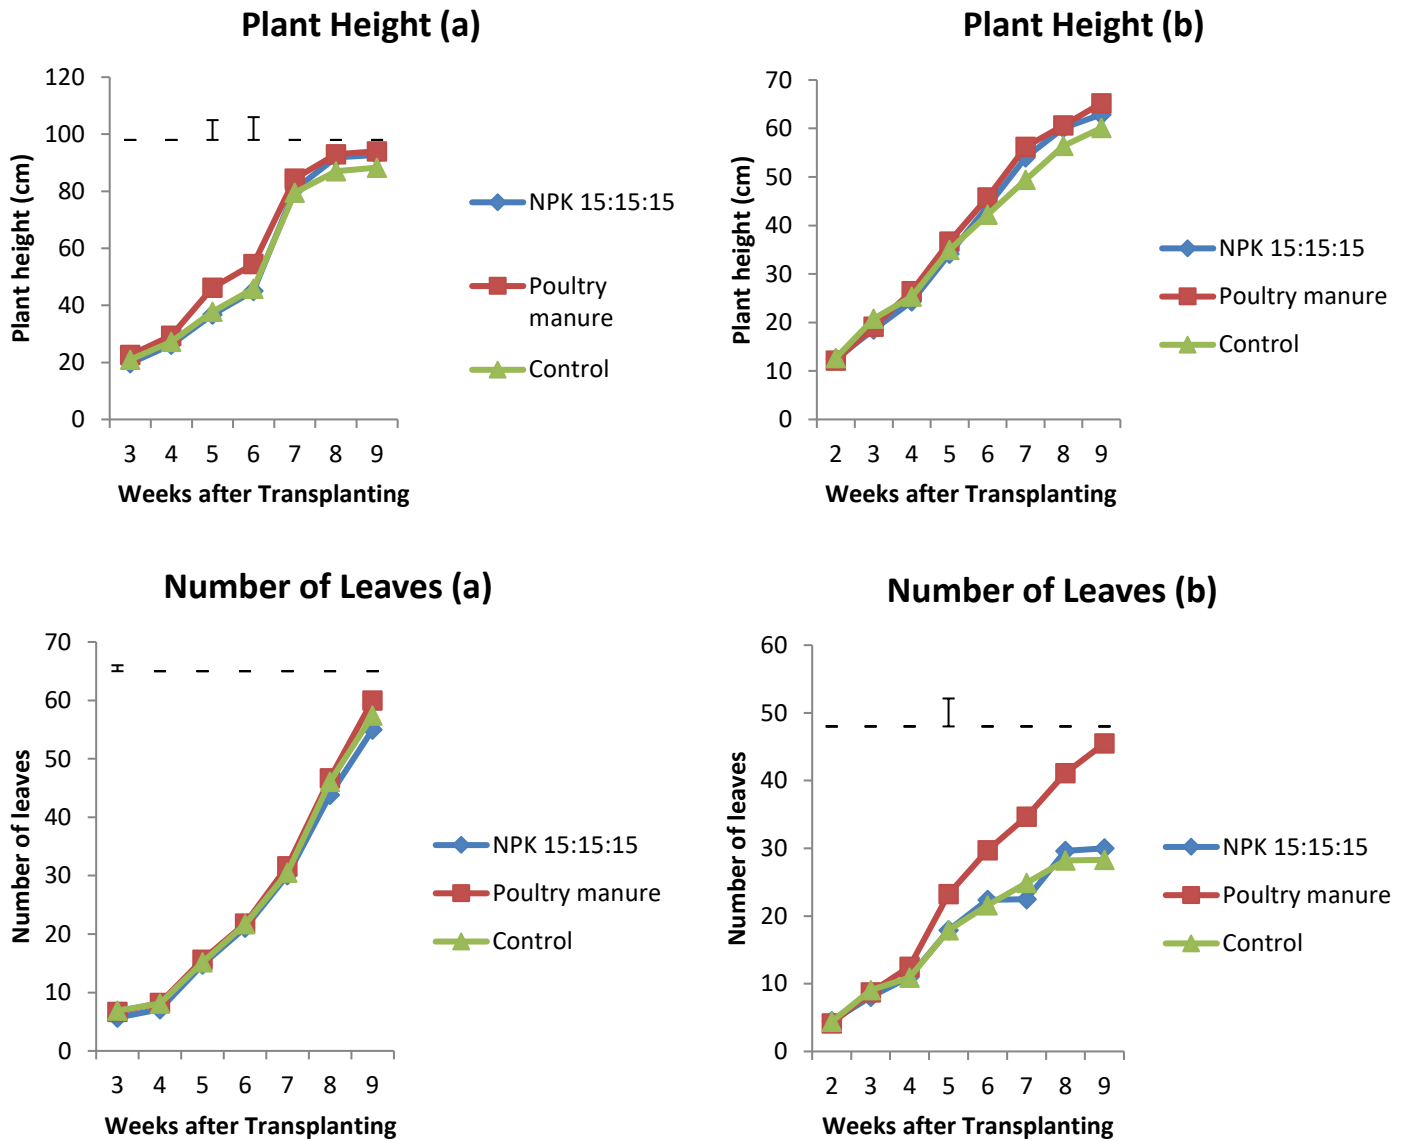 Plant Height (a)
120
100
80
60
40
20
0
Plant height (cm)
3 4 5 6 7 8 9
Weeks after Transplanting
NPK 15:15:15
Poultry
manure
Control
Plant Height (b)
70
60
50
40
30
20
10
0
Plant height (cm)
2 3 4 5 6 7 8 9
Weeks after Transplanting
NPK 15:15:15
Poultry manure
Control
Number of Leaves (a)
70
60
50
40
30
20
10
0
Number of leaves
3 4 5 6 7 8 9
Weeks after Transplanting
NPK 15:15:15
Poultry manure
Control
Number of Leaves (b)
60
50
40
30
20
10
0
Number of leaves
2 3 4 5 6 7 8 9
Weeks after Transplanting
NPK 15:15:15
Poultry manure
Control